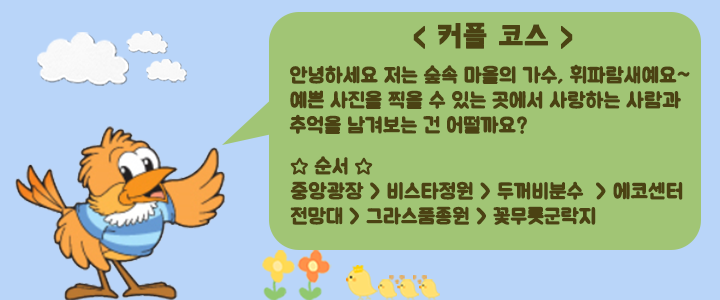 < 커플 코스 >
안녕하세요 저는 숲속 마을의 가수, 휘파람새예요~
예쁜 사진을 찍을 수 있는 곳에서 사랑하는 사람과
추억을 남겨보는 건 어떨까요?
☆ 순서 ☆
중앙광장 > 비스타정원 > 두꺼비분수 > 에코센터
전망대 > 그라스품종원 > 꽃무릇군락지